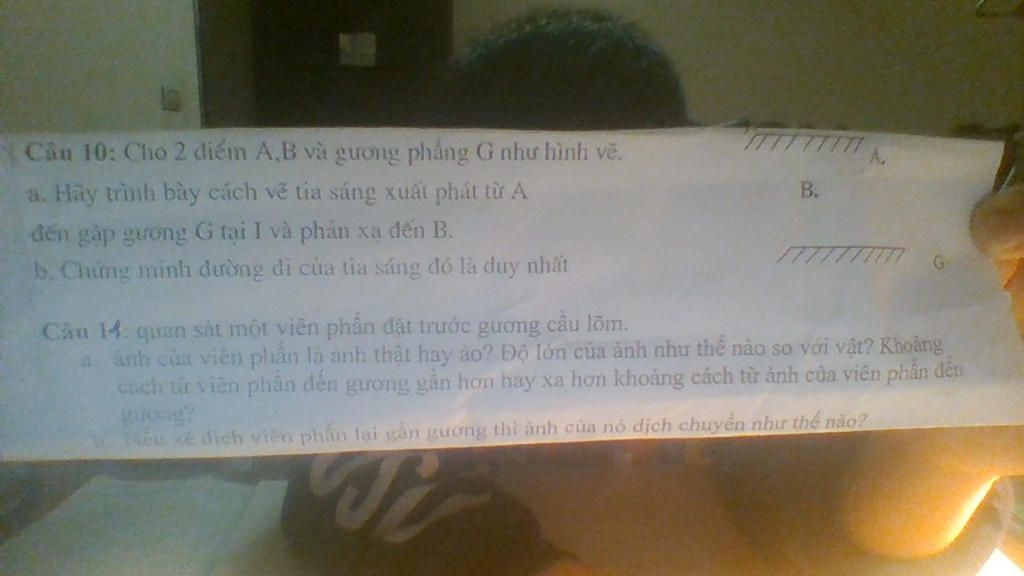 Câu 10: Cho 2 điểm A,B và gương phẳng G như hình vẽ.
A.
a. Hãy trình bày cách vẽ tia sáng xuất phát từ A
B.
đến gặp gương G tại I và phản xạ đến B.
b. Chứng minh đường đi của tia sáng đó là duy nhất
G
Câu 14: quan sát một viên phấn đặt trước gương cầu lõm.
a. ảnh của viên phấn là ảnh thật hay ảo? Độ lớn của ảnh như thế nào so với vật? Khoảng
cách từ viên phấn đến gương gần hơn hay xa hơn khoảng cách từ ảnh của viên phấn đến
gương?
b. Nếu xê dịch viên phấn lại gần gương thì ảnh của nó dịch chuyển như thế nào?